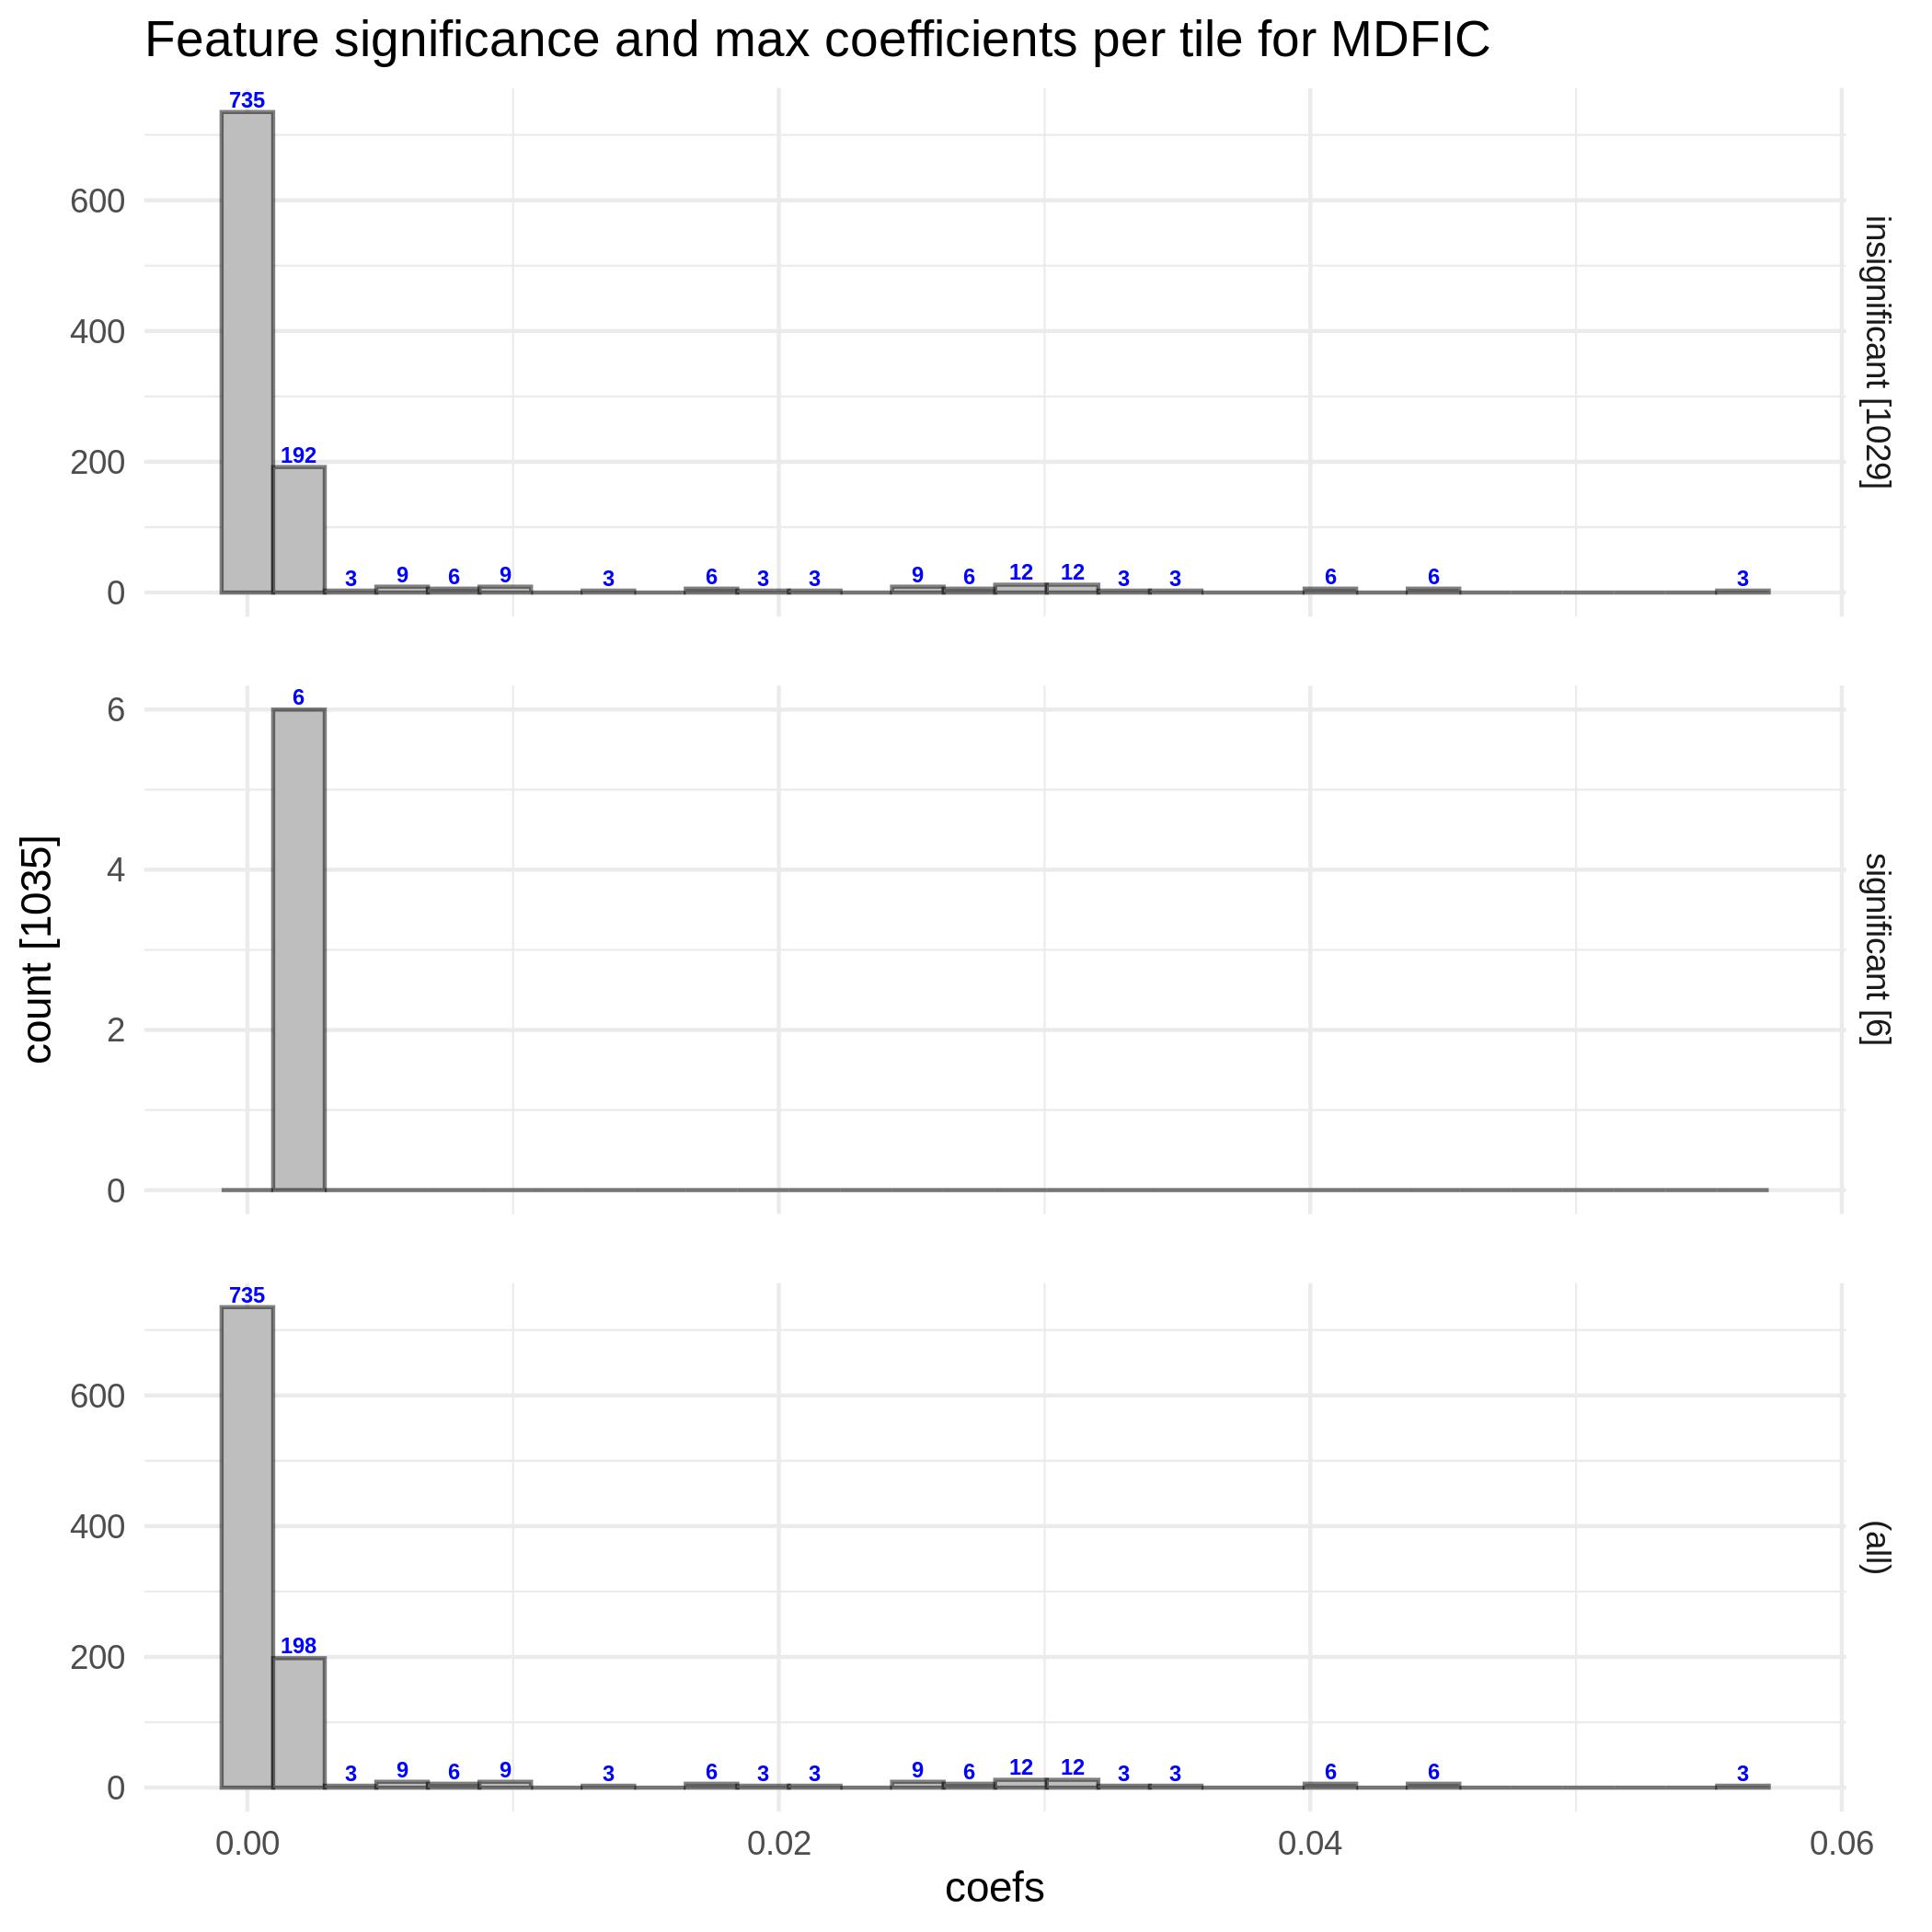 Feature significance and max coefficients per tile for MDFIC
735
600
400
200
0
192
3 9 6 9 3 6 3 3 9 6 12 12 3 3 6 6 3
insignificant [1029]
6
6
4
2
0
significant [6]
count [1035]
735
600
400
200
0
198
3 9 6 9 3 6 3 3 9 6 12 12 3 3 6 6 3
(all)
0.00 0.02 0.04 0.06
coefs